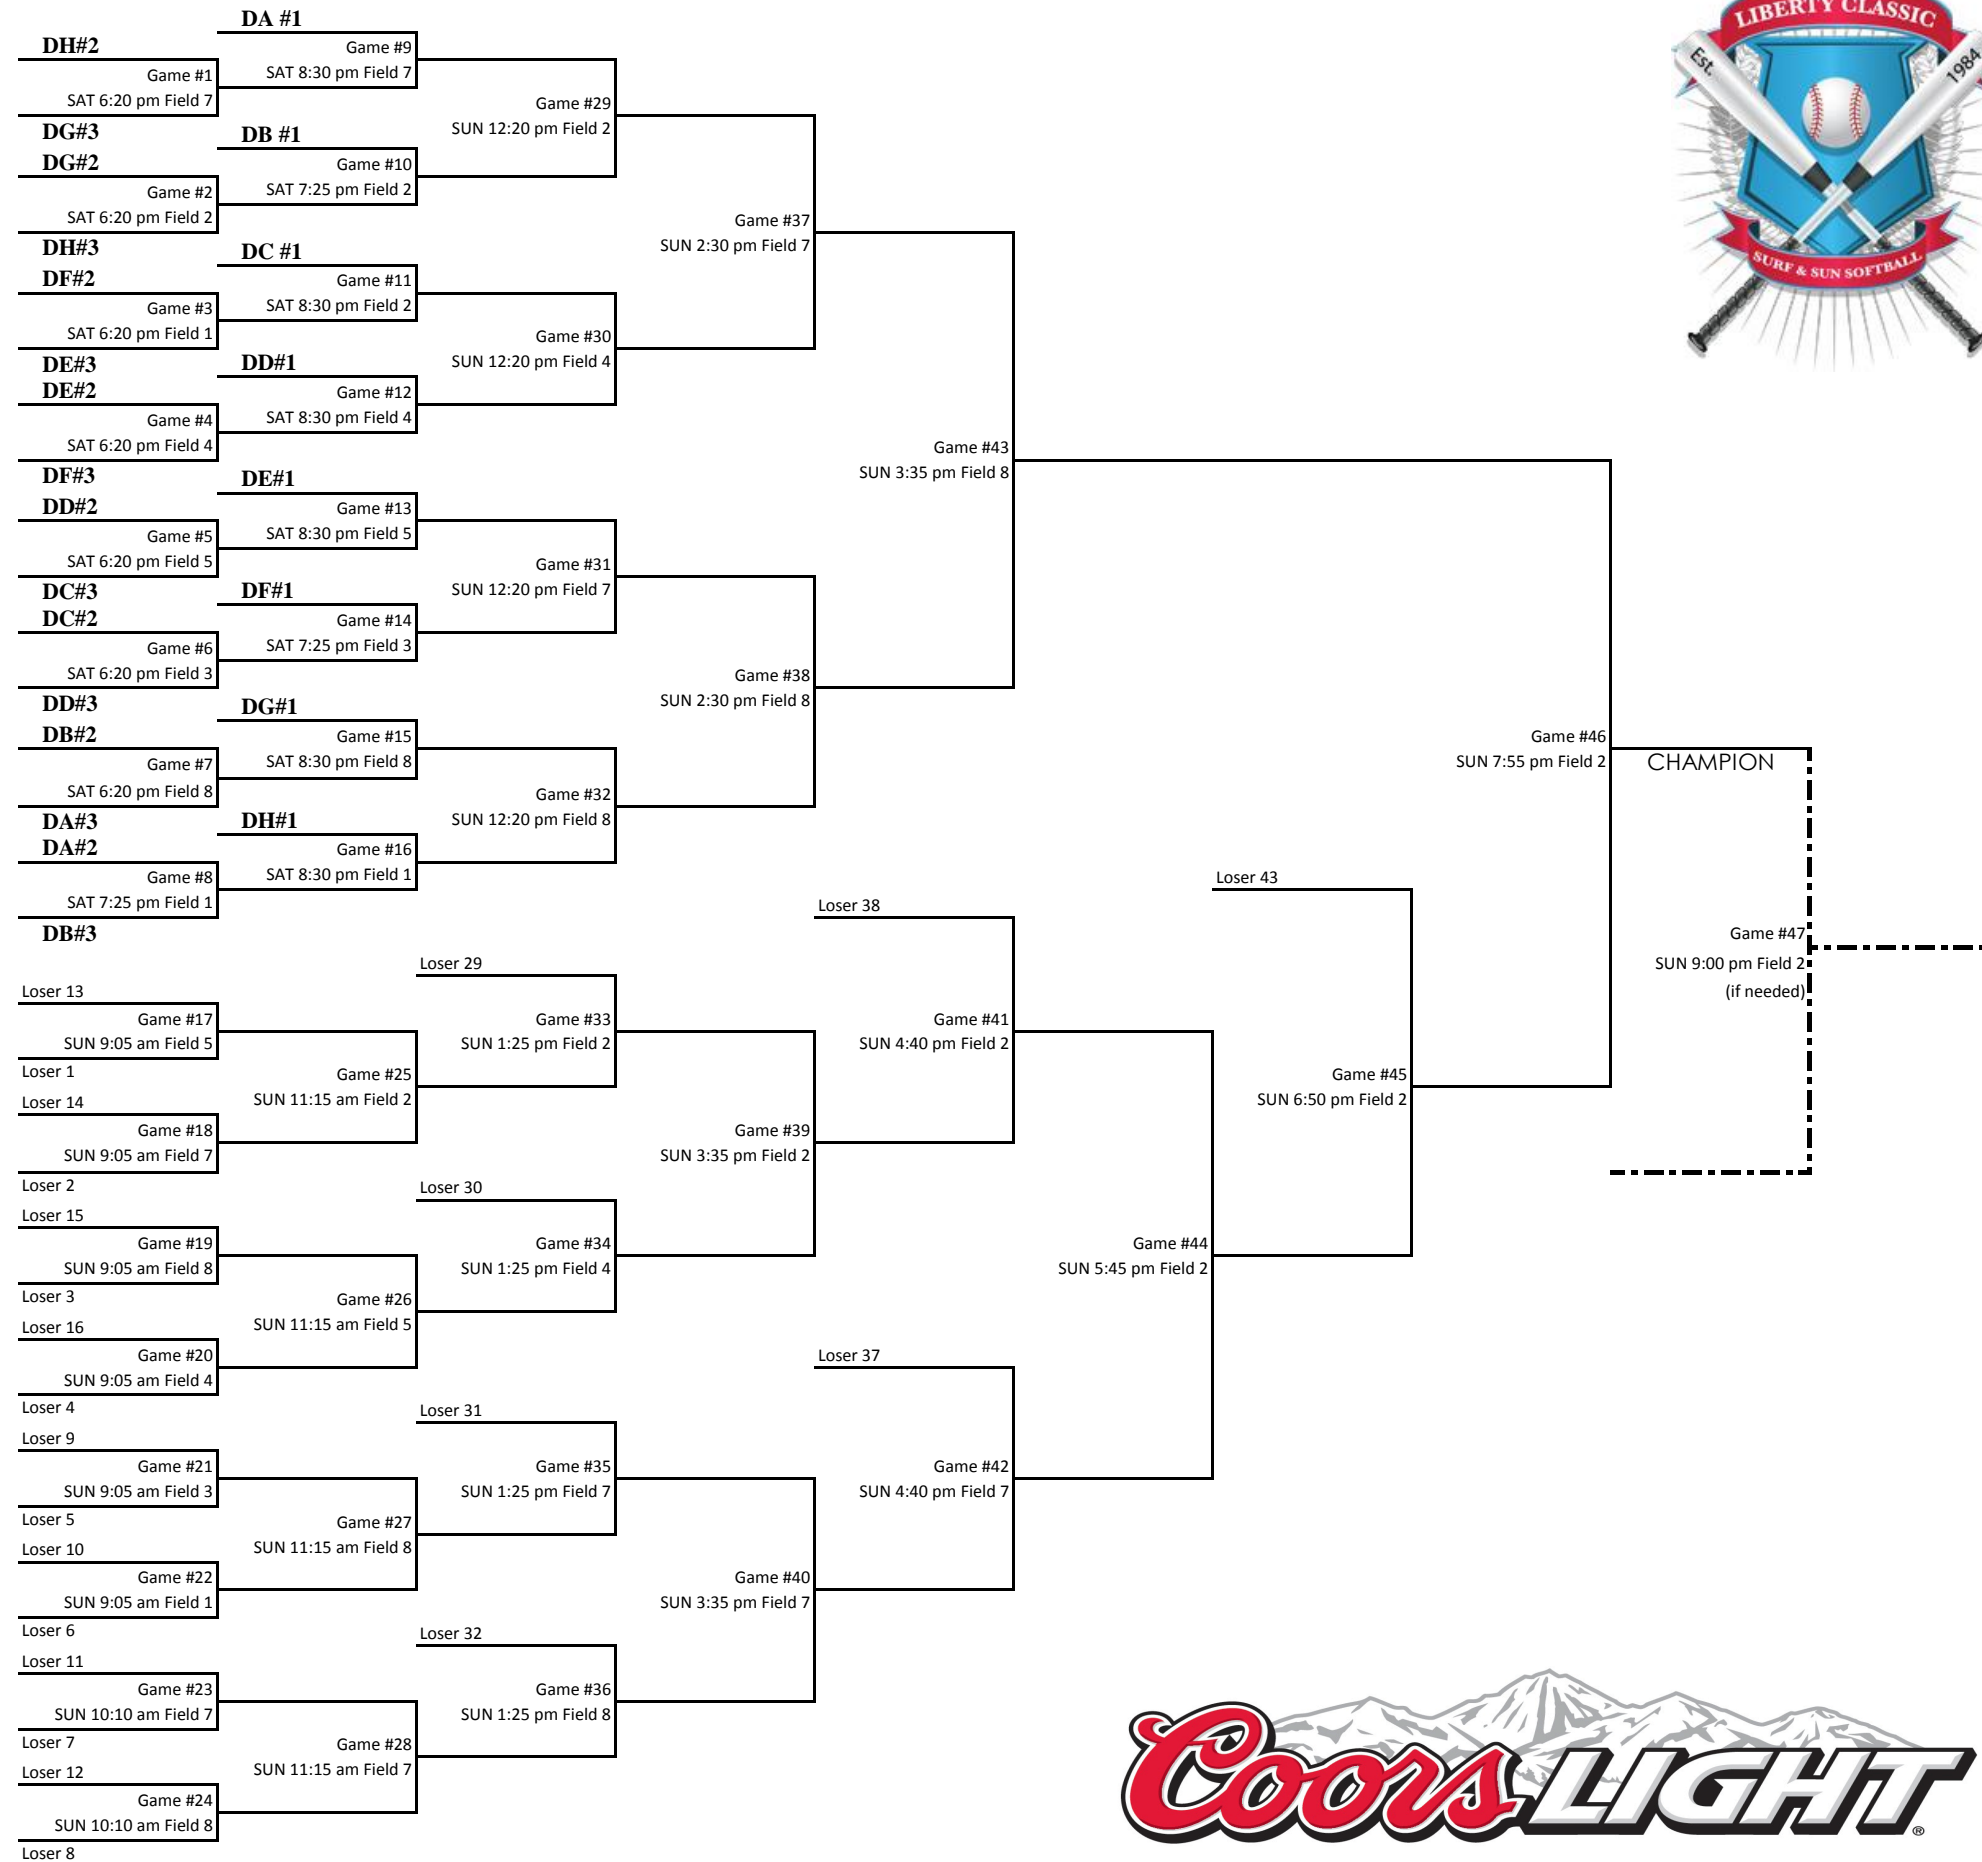 DA #1
DH#2
Game #9
SAT 8:30 pm Field 7
Game #1
SAT 6:20 pm Field 7
Game #29
SUN 12:20 pm Field 2
DG#3
DB #1
DG#2
Game #10
SAT 7:25 pm Field 2
Game #2
SAT 6:20 pm Field 2
Game #37
SUN 2:30 pm Field 7
DH#3
DC #1
DF#2
Game #11
SAT 8:30 pm Field 2
Game #3
SAT 6:20 pm Field 1
Game #30
SUN 12:20 pm Field 4
DE#3
DD#1
DE#2
Game #12
SAT 8:30 pm Field 4
Game #4
SAT 6:20 pm Field 4
Game #43
SUN 3:35 pm Field 8
DF#3
DE#1
DD#2
Game #13
SAT 8:30 pm Field 5
Game #5
SAT 6:20 pm Field 5
Game #31
SUN 12:20 pm Field 7
DC#3
DF#1
DC#2
Game #14
SAT 7:25 pm Field 3
Game #6
SAT 6:20 pm Field 3
Game #38
SUN 2:30 pm Field 8
DD#3
DG#1
DB#2
Game #15
SAT 8:30 pm Field 8
Game #7
SAT 6:20 pm Field 8
Game #46
SUN 7:55 pm Field 2
CHAMPION
Game #32
SUN 12:20 pm Field 8
DA#3
DH#1
DA#2
Game #16
SAT 8:30 pm Field 1
Game #8
SAT 7:25 pm Field 1
Loser 43
Loser 38
DB#3
Game #47
SUN 9:00 pm Field 2
(if needed)
Loser 29
Loser 13
Game #17
SUN 9:05 am Field 5
Game #33
SUN 1:25 pm Field 2
Game #41
SUN 4:40 pm Field 2
Loser 1
Game #25
SUN 11:15 am Field 2
Game #45
SUN 6:50 pm Field 2
Loser 14
Game #18
SUN 9:05 am Field 7
Game #39
SUN 3:35 pm Field 2
Loser 2
Loser 30
Loser 15
Game #19
SUN 9:05 am Field 8
Game #34
SUN 1:25 pm Field 4
Game #44
SUN 5:45 pm Field 2
Loser 3
Game #26
SUN 11:15 am Field 5
Loser 16
Game #20
SUN 9:05 am Field 4
Loser 37
Loser 4
Loser 31
Loser 9
Game #21
SUN 9:05 am Field 3
Game #35
SUN 1:25 pm Field 7
Game #42
SUN 4:40 pm Field 7
Loser 5
Game #27
SUN 11:15 am Field 8
Loser 10
Game #22
SUN 9:05 am Field 1
Game #40
SUN 3:35 pm Field 7
Loser 6
Loser 32
Loser 11
Game #23
SUN 10:10 am Field 7
Game #36
SUN 1:25 pm Field 8
Loser 7
Game #28
SUN 11:15 am Field 7
Loser 12
Game #24
SUN 10:10 am Field 8
Loser 8
LIBERTY CLASSIC
Est.
1984
SURF & SUN SOFTBALL
Coors LIGHT®